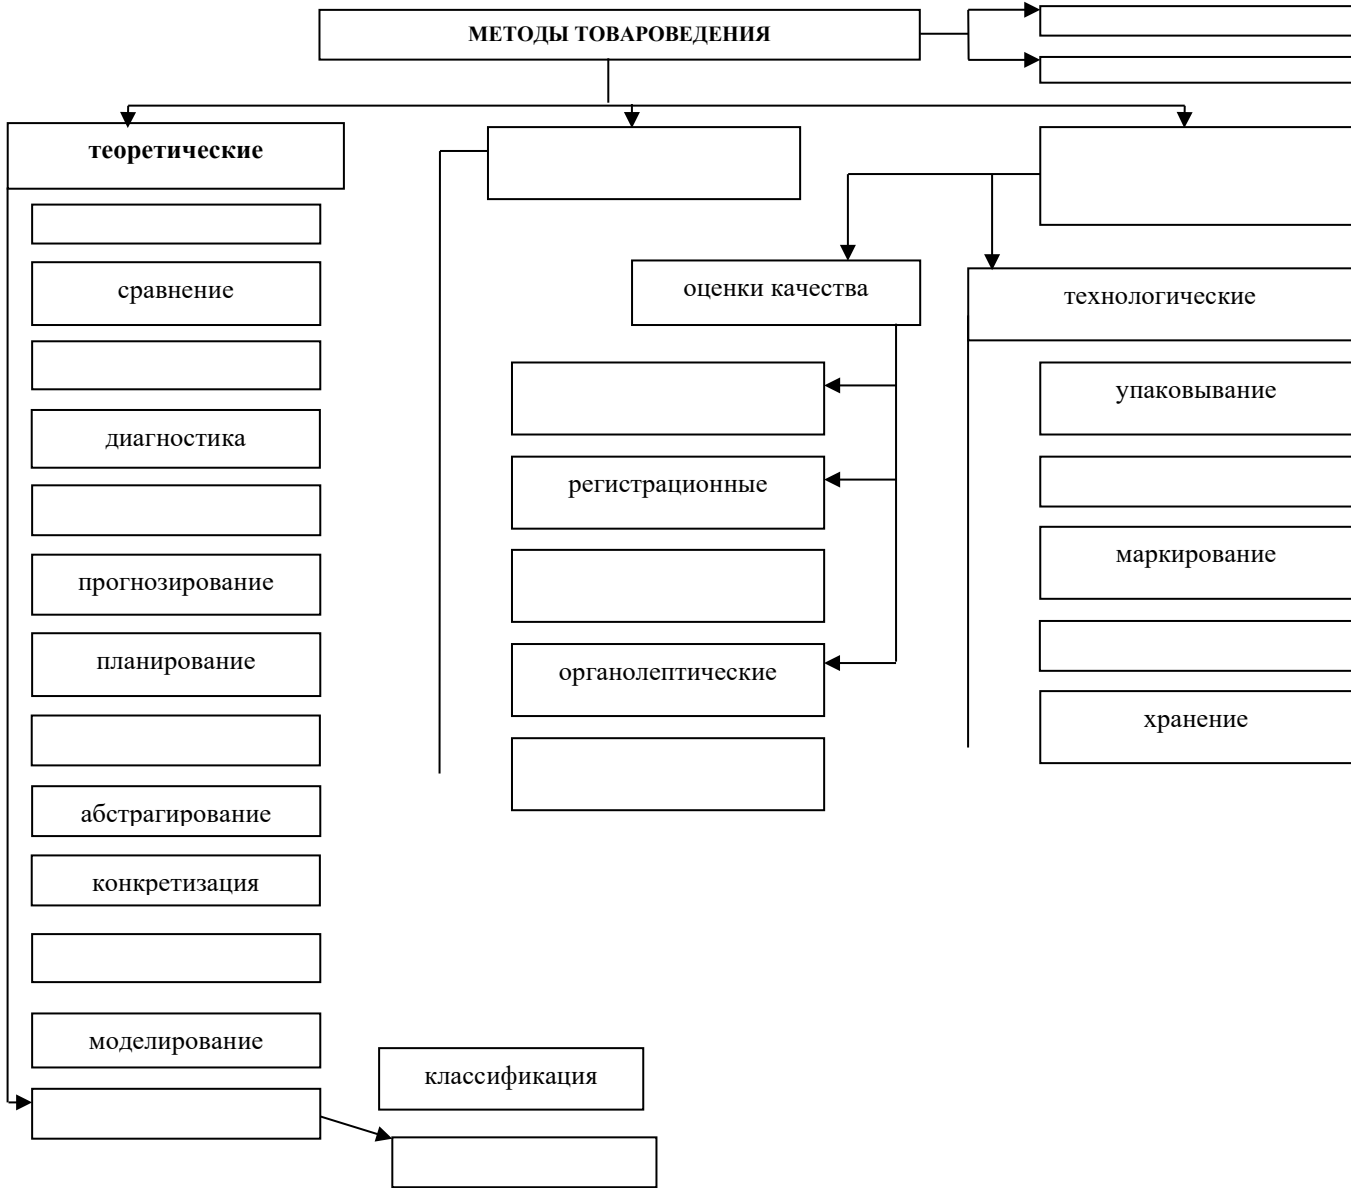 МЕТОДЫ ТОВАРОВЕДЕНИЯ
теоретические
сравнение
диагностика
прогнозирование
планирование
абстрагирование
конкретизация
моделирование
классификация
оценки качества
регистрационные
органолептические
технологические
упаковывание
маркирование
хранение